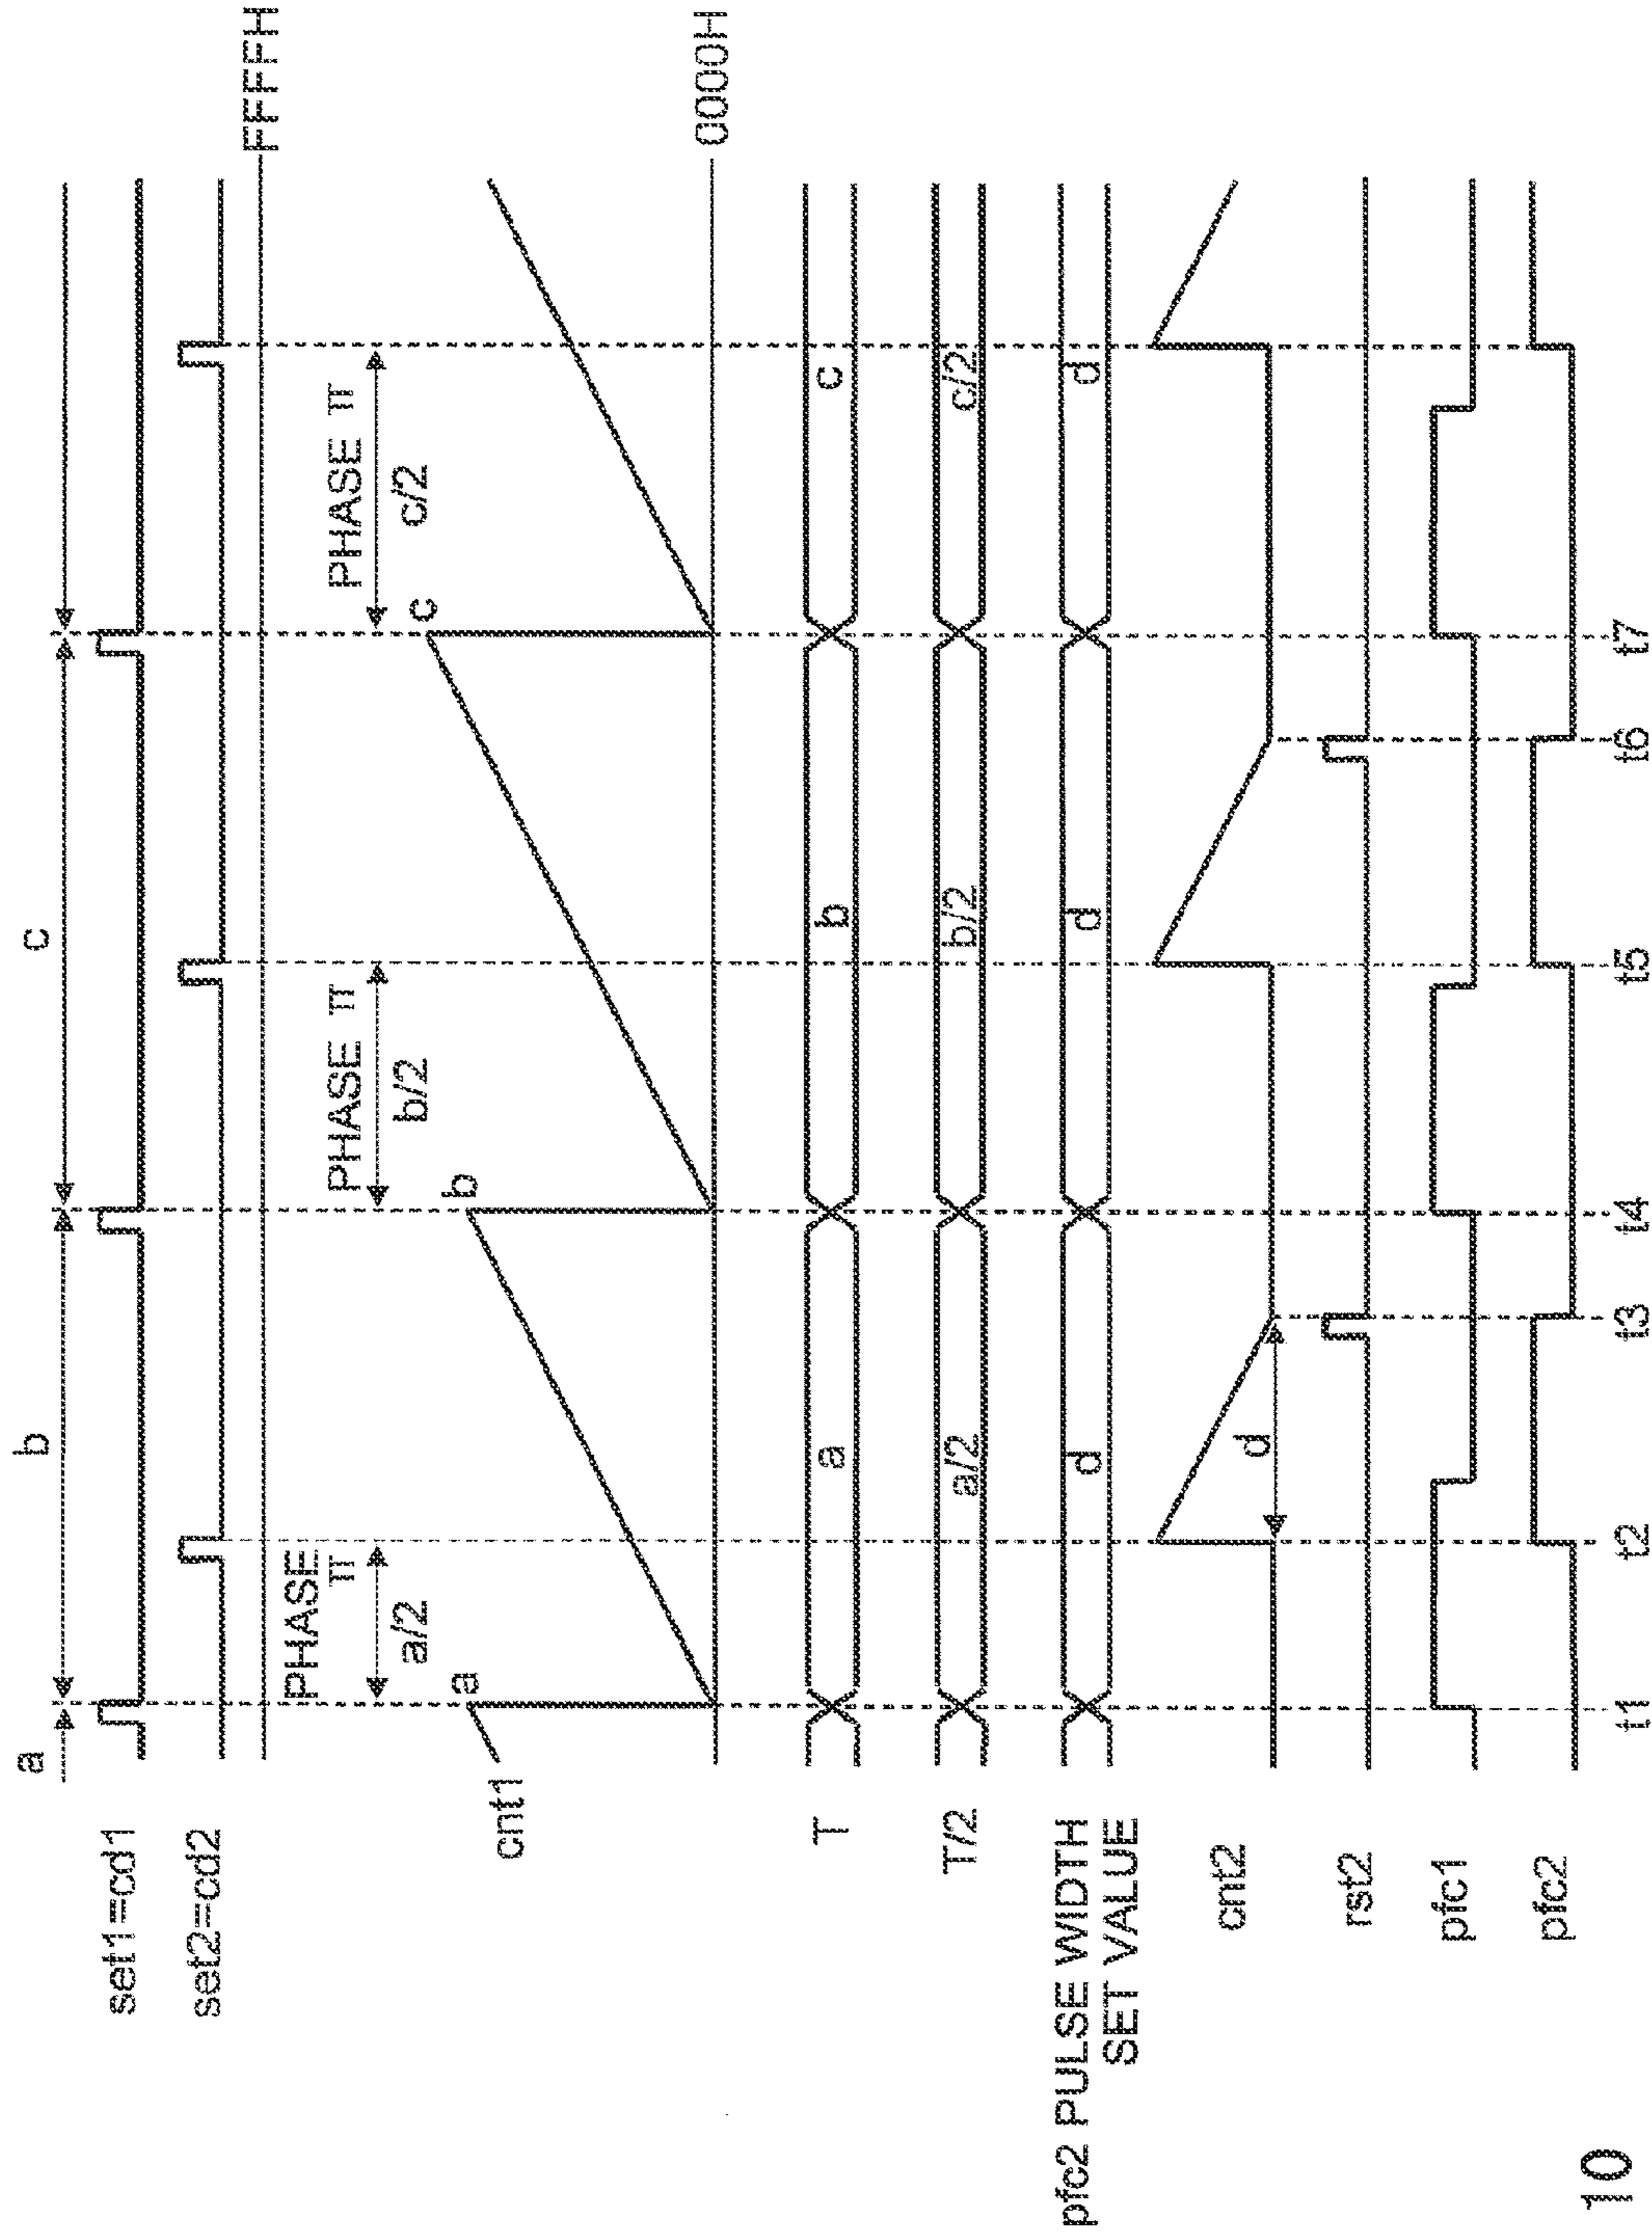 a b c
set1=cd1
set2=cd2
FFFFH
PHASE π PHASE π PHASE π
a/2 b/2 c/2
a b c
cnt1
0000H
T a b c
T/2 a/2 b/2 c/2
pfc2 PULSE WIDTH
SET VALUE
d d d
cnt2
d
rst2
pfc1
pfc2
t1 t2 t3 t4 t5 t6 t7
10